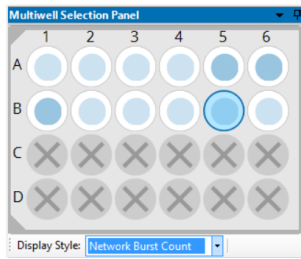 Multiwell Selection Panel
1 2 3 4 5 6
A
B
C
D
Display Style: Network Burst Count